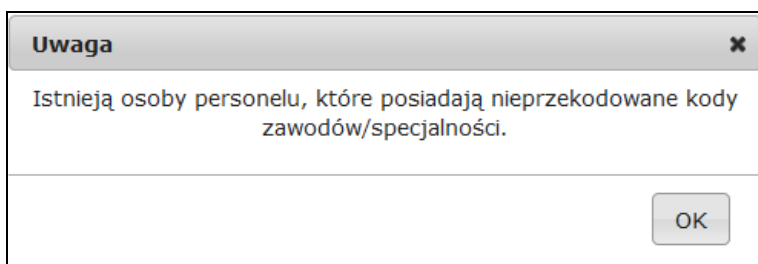 Uwaga
Istnieją osoby personelu, które posiadają nieprzekodowane kody
zawodów/specjalności.
OK